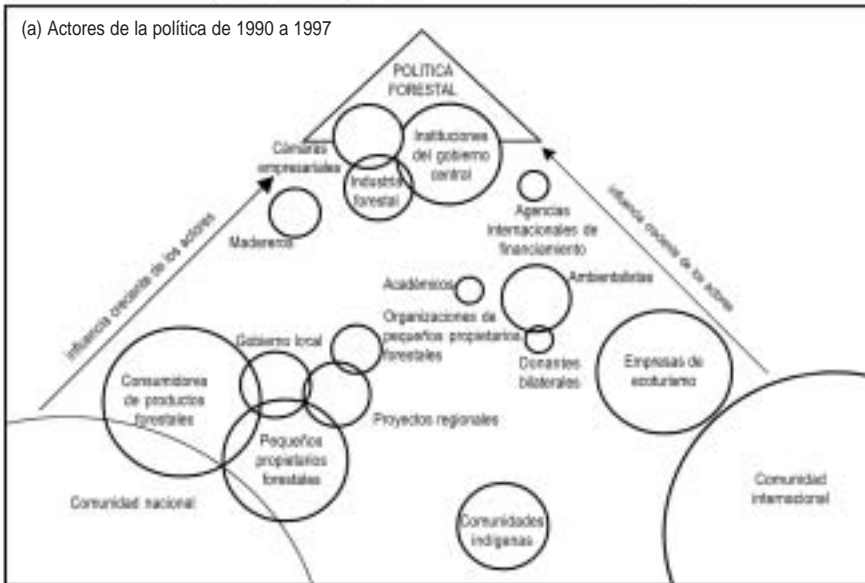 (a) Actores de la política de 1990 a 1997
POLÍTICA
FORESTAL
Cámaras
empresariales
Instituciones
del gobierno
central
Industria
forestal
Madereros
Agencias
internacionales de
financiamiento
influencia creciente de los actores
influencia creciente de los actores
Académicos
Ambientalistas
Organizaciones de
pequeños propietarios
forestales
Gobierno local
Donantes
bilaterales
Empresas de
ecoturismo
Consumidores
de productos
forestales
Proyectos regionales
Pequeños
propietarios
forestales
Comunidad nacional
Comunidad
internacional
Comunidades
indígenas